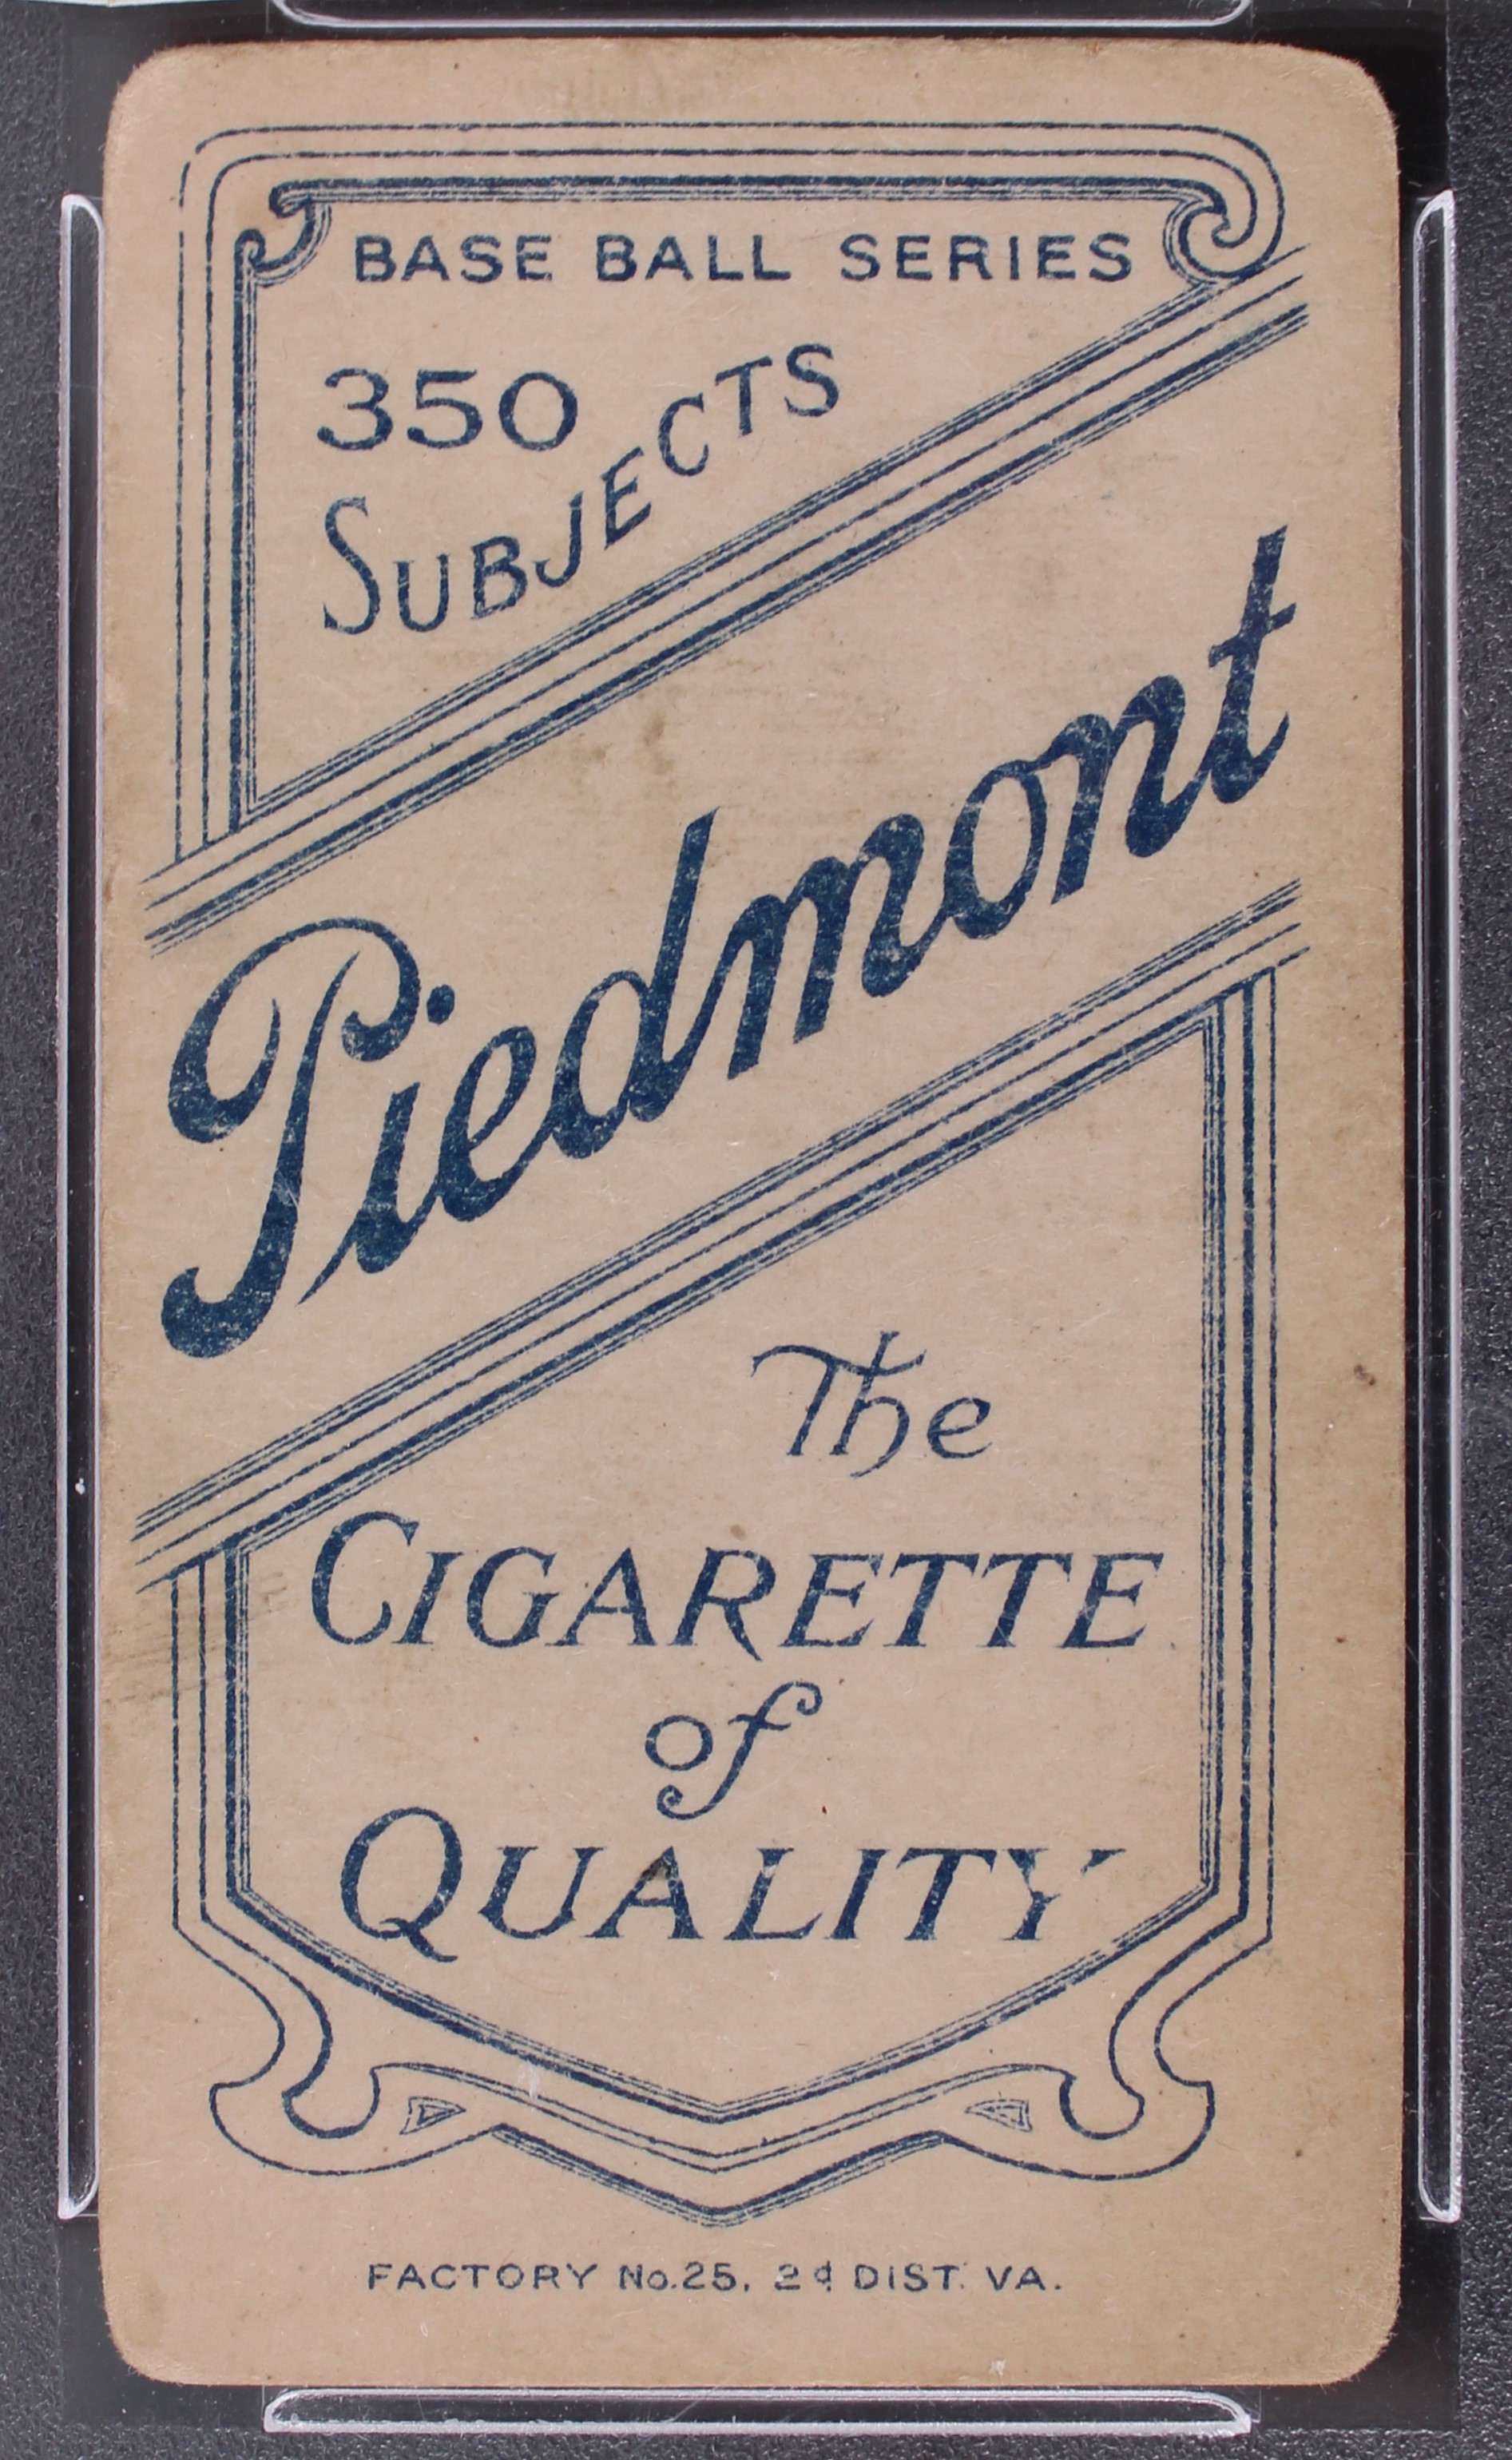 BASE BALL SERIES
350
SUBJECTS
Piedmont
The
CIGARETTE
of
QUALITY
FACTORY No.25. 2d DIST. VA.